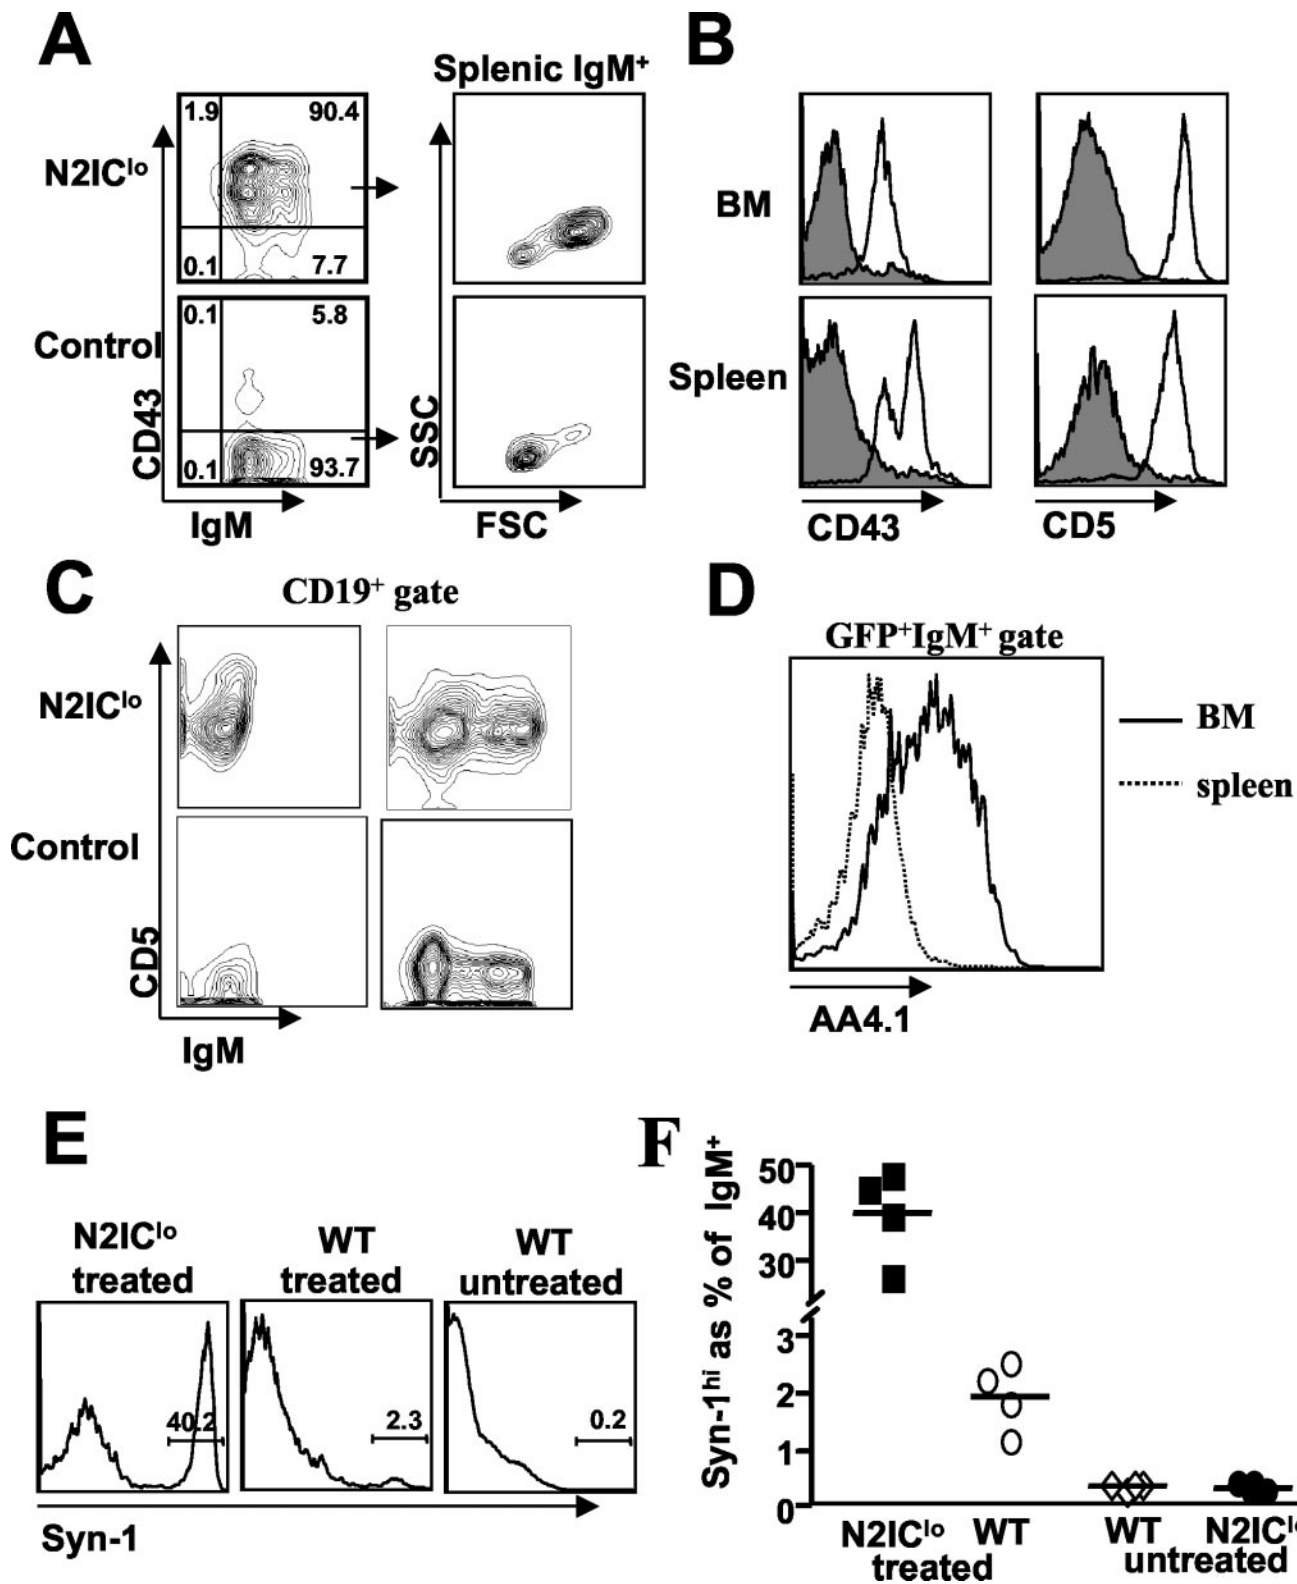 A
Splenic IgM⁺
N2IC^lo
1.9 90.4
0.1 7.7
Control
0.1 5.8
0.1 93.7
CD43
IgM
SSC
FSC
B
BM
Spleen
CD43
CD5
C
CD19⁺ gate
N2IC^lo
Control
CD5
IgM
D
GFP⁺IgM⁺ gate
BM
spleen
AA4.1
E
N2IC^lo
treated
WT
treated
WT
untreated
40.2
2.3
0.2
Syn-1
F
Syn-1^hi as % of IgM⁺
50
40
30
3
2
1
0
N2IC^lo WT WT N2IC^l
treated untreated